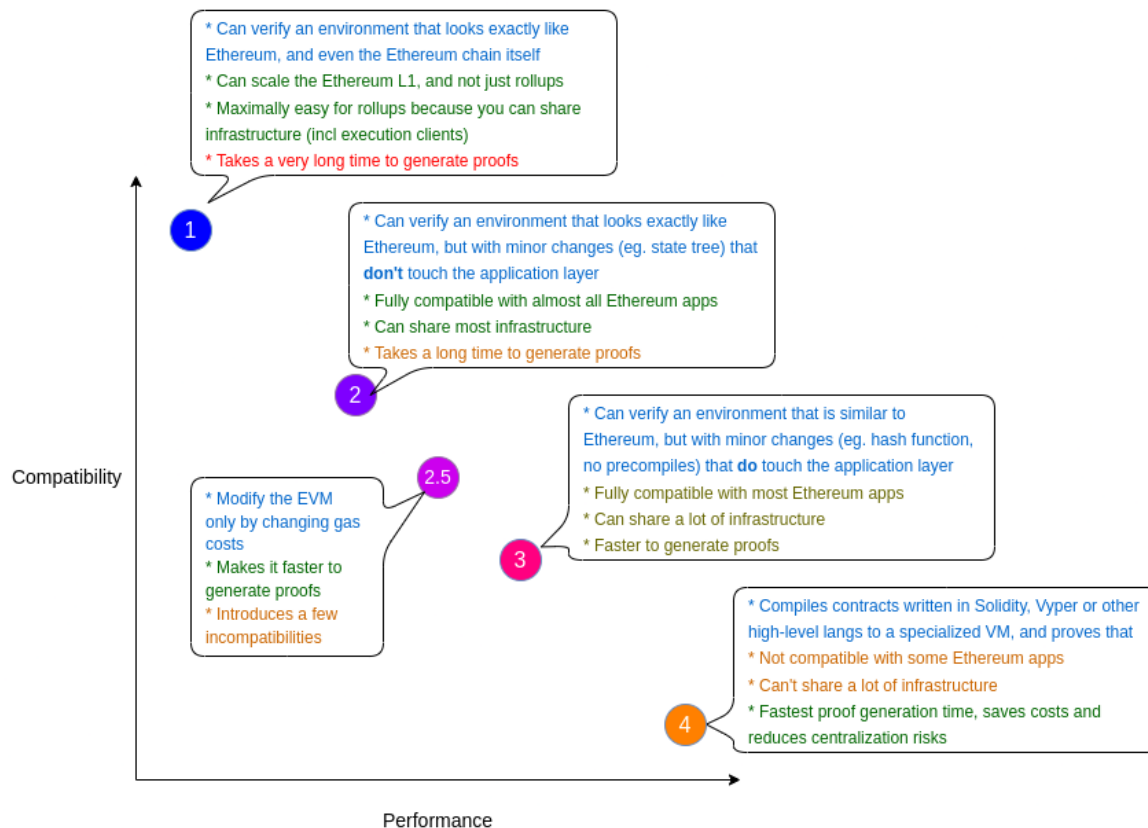 * Can verify an environment that looks exactly like
Ethereum, and even the Ethereum chain itself
* Can scale the Ethereum L1, and not just rollups
* Maximally easy for rollups because you can share
infrastructure (incl execution clients)
* Takes a very long time to generate proofs
1
* Can verify an environment that looks exactly like
Ethereum, but with minor changes (eg. state tree) that
don't touch the application layer
* Fully compatible with almost all Ethereum apps
* Can share most infrastructure
* Takes a long time to generate proofs
2
* Can verify an environment that is similar to
Ethereum, but with minor changes (eg. hash function,
no precompiles) that do touch the application layer
* Fully compatible with most Ethereum apps
* Can share a lot of infrastructure
* Faster to generate proofs
Compatibility
2.5
* Modify the EVM
only by changing gas
costs
* Makes it faster to
generate proofs
* Introduces a few
incompatibilities
3
* Compiles contracts written in Solidity, Vyper or other
high-level langs to a specialized VM, and proves that
* Not compatible with some Ethereum apps
* Can't share a lot of infrastructure
* Fastest proof generation time, saves costs and
reduces centralization risks
4
Performance